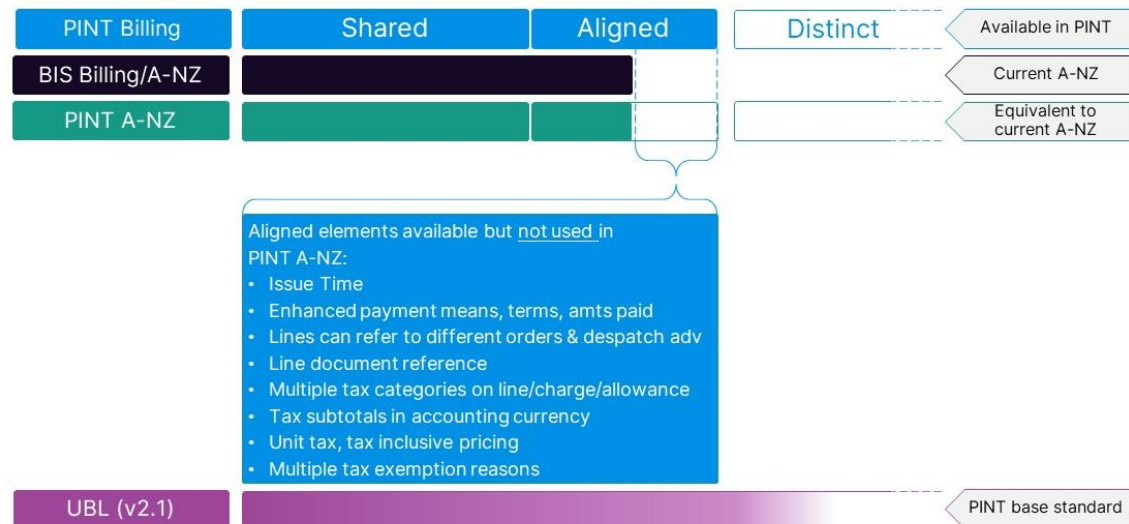 PINT Billing
Shared
Aligned
Distinct
Available in PINT
BIS Billing/A-NZ
Current A-NZ
PINT A-NZ
Equivalent to
current A-NZ
Aligned elements available but not used in
PINT A-NZ:
• Issue Time
• Enhanced payment means, terms, amts paid
• Lines can refer to different orders & despatch adv
• Line document reference
• Multiple tax categories on line/charge/allowance
• Tax subtotals in accounting currency
• Unit tax, tax inclusive pricing
• Multiple tax exemption reasons
UBL (v2.1)
PINT base standard